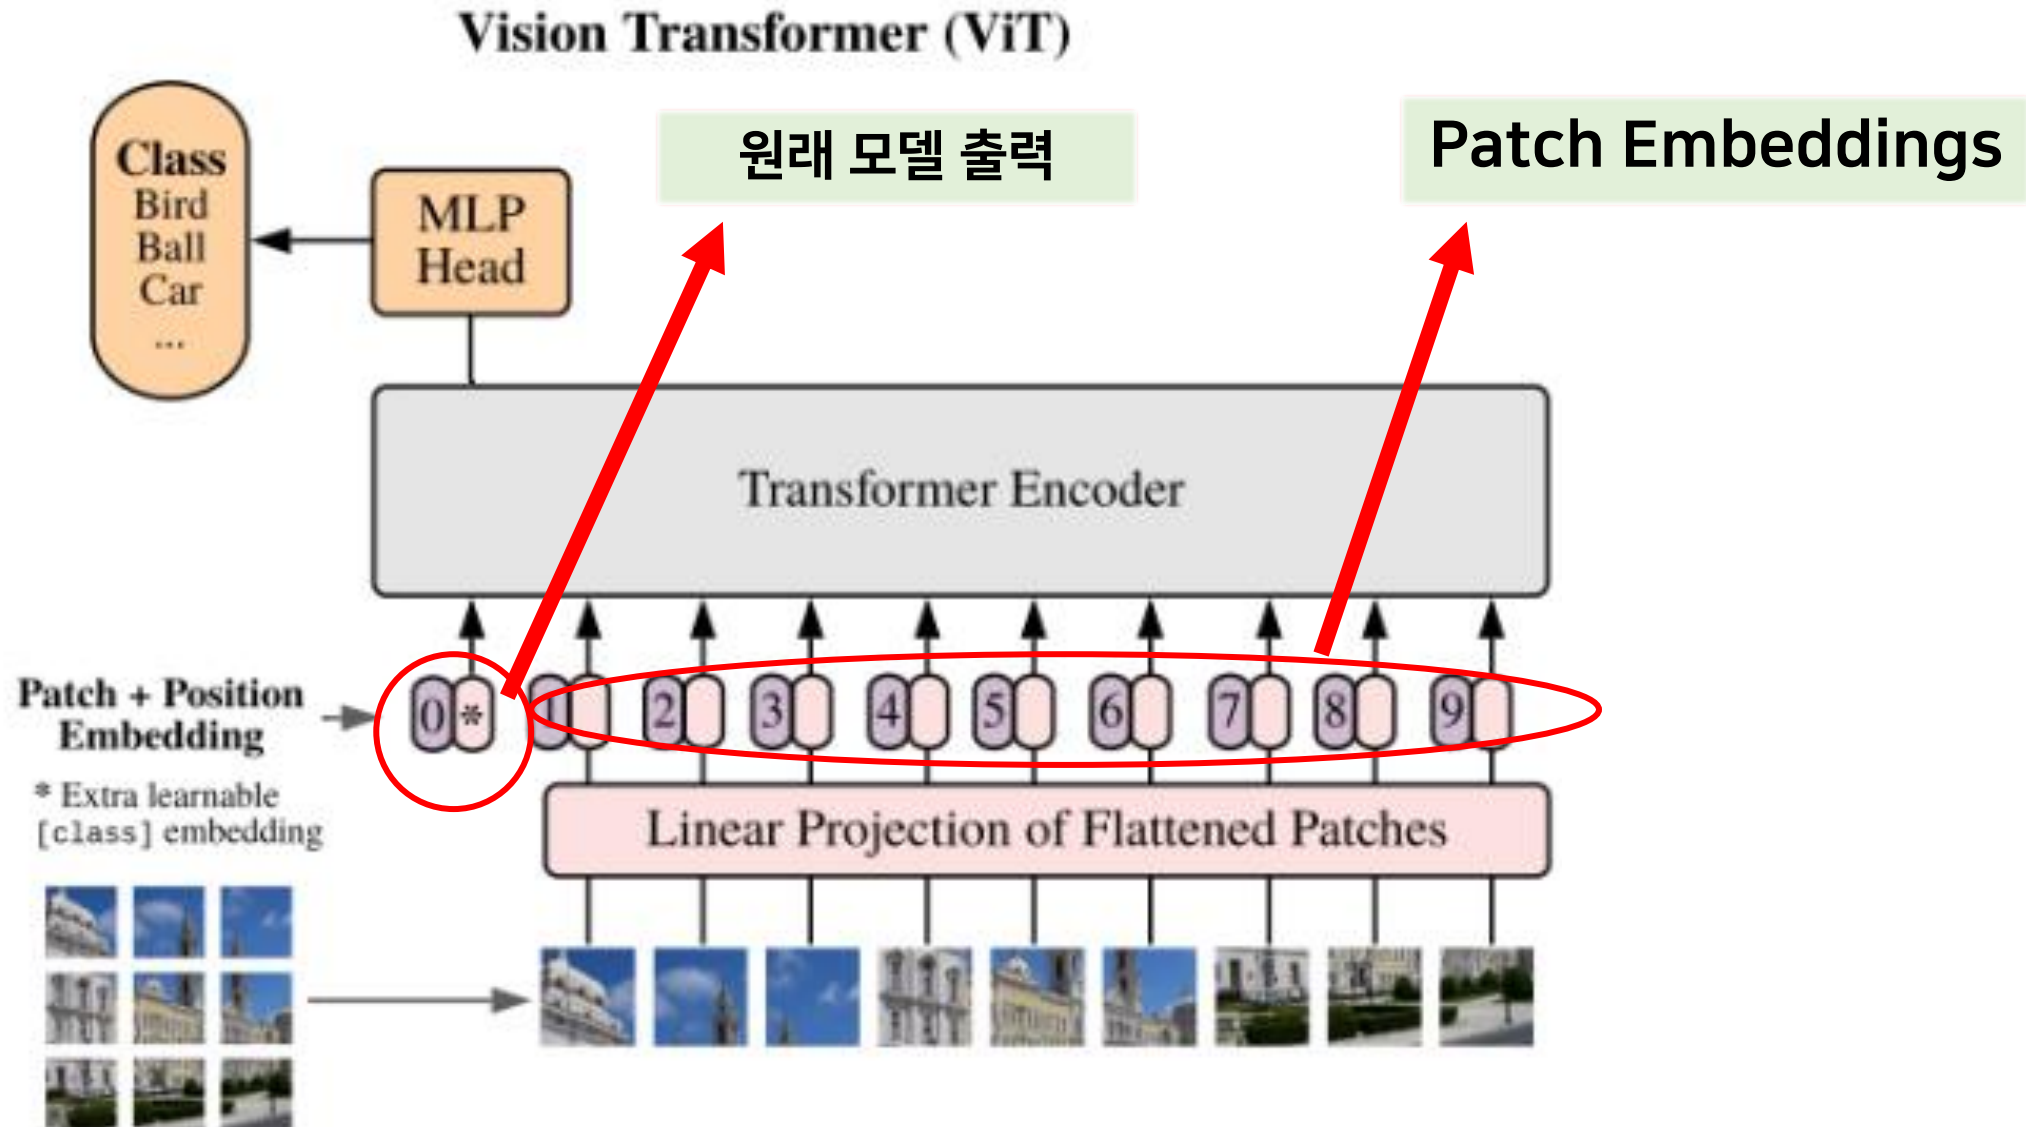 Vision Transformer (ViT)
원래 모델 출력
Patch Embeddings
Class
Bird
Ball
Car
...
MLP
Head
Transformer Encoder
Patch + Position
Embedding
0 * 1 2 3 4 5 6 7 8 9
* Extra learnable
[class] embedding
Linear Projection of Flattened Patches